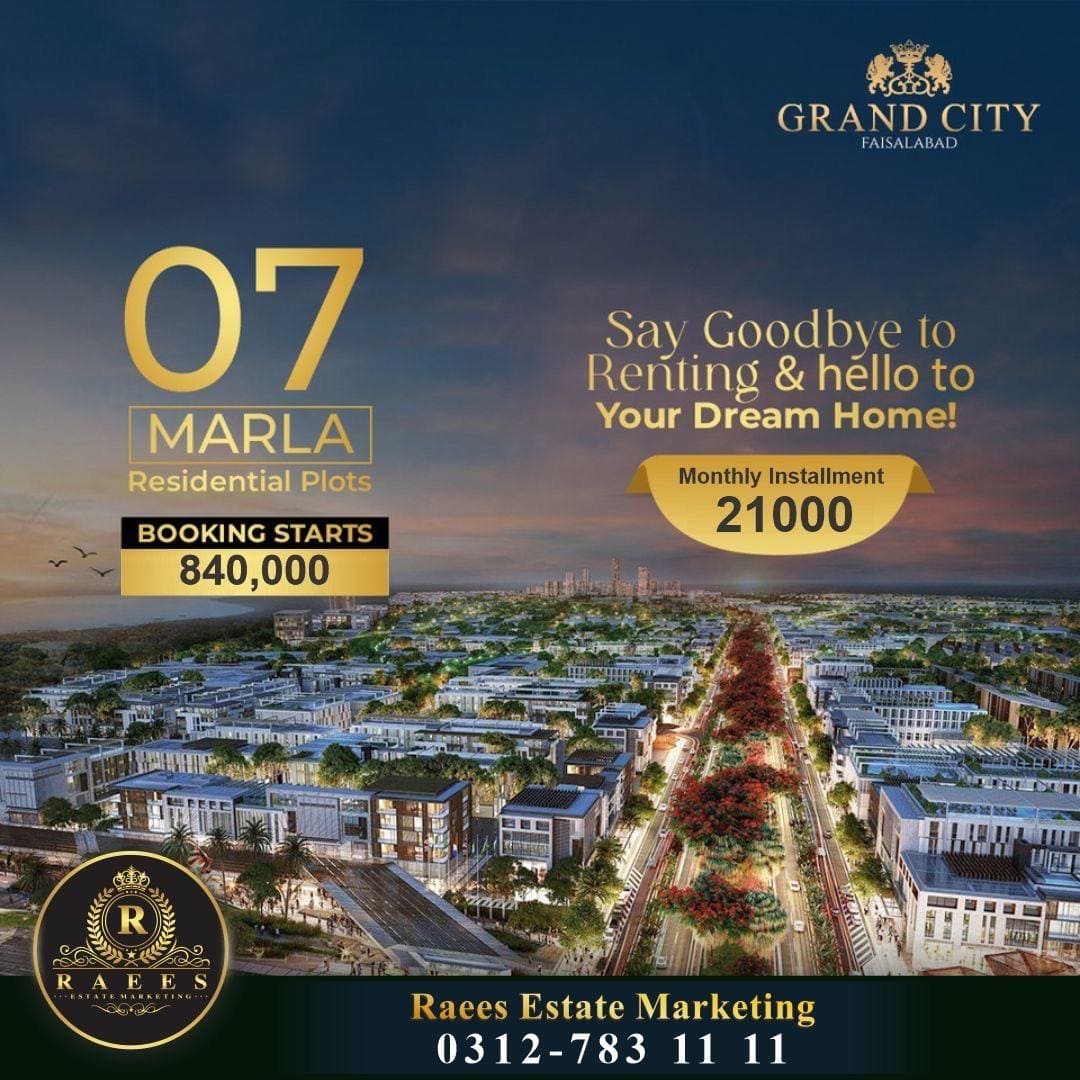 GRAND CITY
FAISALABAD
07
MARLA
Residential Plots
BOOKING STARTS
840,000
Say Goodbye to
Renting & hello to
Your Dream Home!
Monthly Installment
21000
R
RAEES
ESTATE MARKETING
Raees Estate Marketing
0312-783 11 11